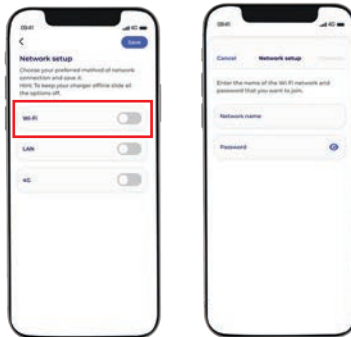 09:41
4G
Save
Network setup
Choose your preferred method of network
connection and save it.
Hint: To keep your charger offline slide all
the options off.
Wi-Fi
LAN
4G
09:41
4G
Cancel
Network setup
Enter the name of the Wi-Fi network and
password that you want to join.
Network name
Password